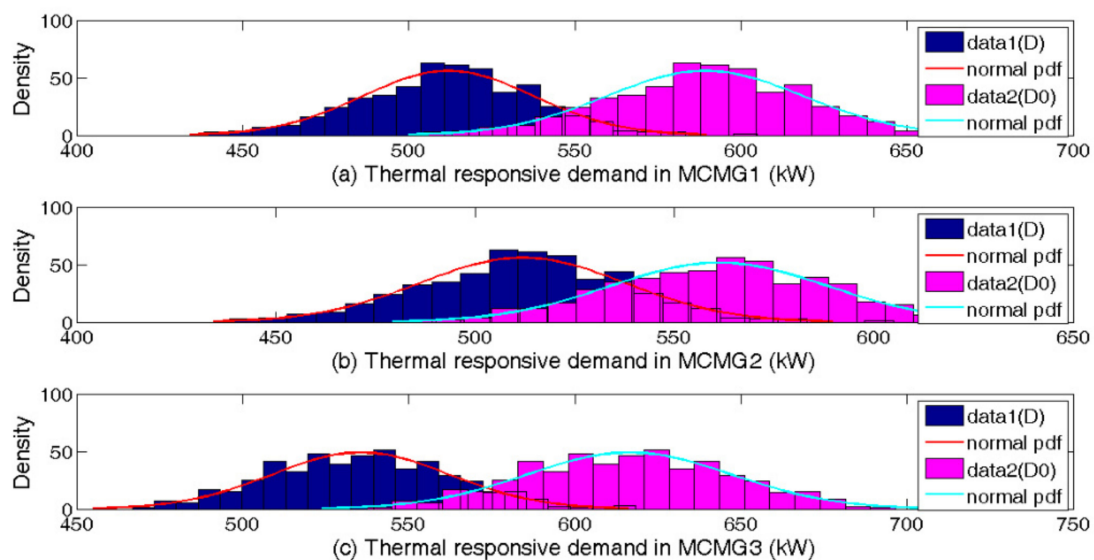 100
50
0
Density
400 450 500 550 600 650 700
data1(D)
normal pdf
data2(D0)
normal pdf
(a) Thermal responsive demand in MCMG1 (kW)
100
50
0
Density
400 450 500 550 600 650
data1(D)
normal pdf
data2(D0)
normal pdf
(b) Thermal responsive demand in MCMG2 (kW)
100
50
0
Density
450 500 550 600 650 700 750
data1(D)
normal pdf
data2(D0)
normal pdf
(c) Thermal responsive demand in MCMG3 (kW)